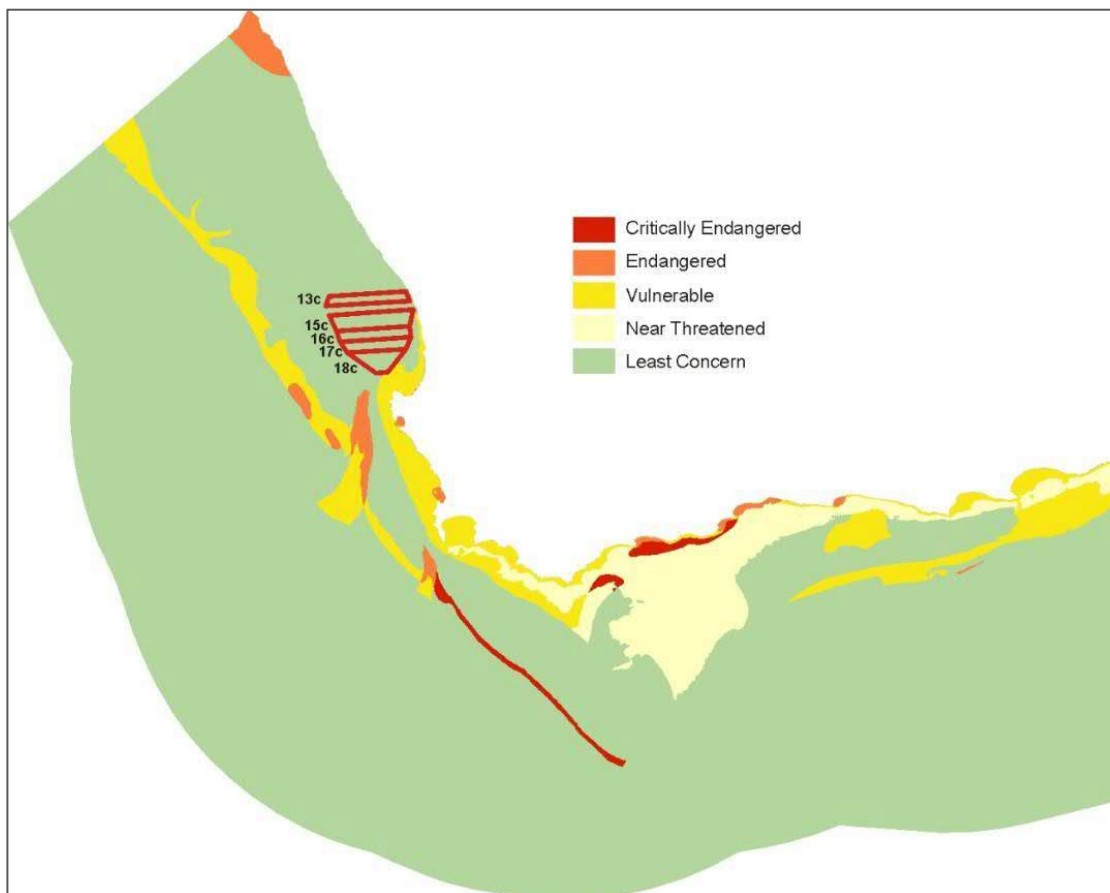 Critically Endangered
Endangered
Vulnerable
Near Threatened
Least Concern
13c
15c
16c
17c
18c